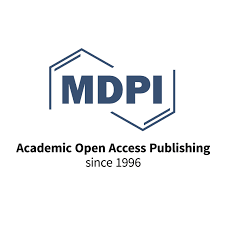 MDPI
Academic Open Access Publishing
since 1996